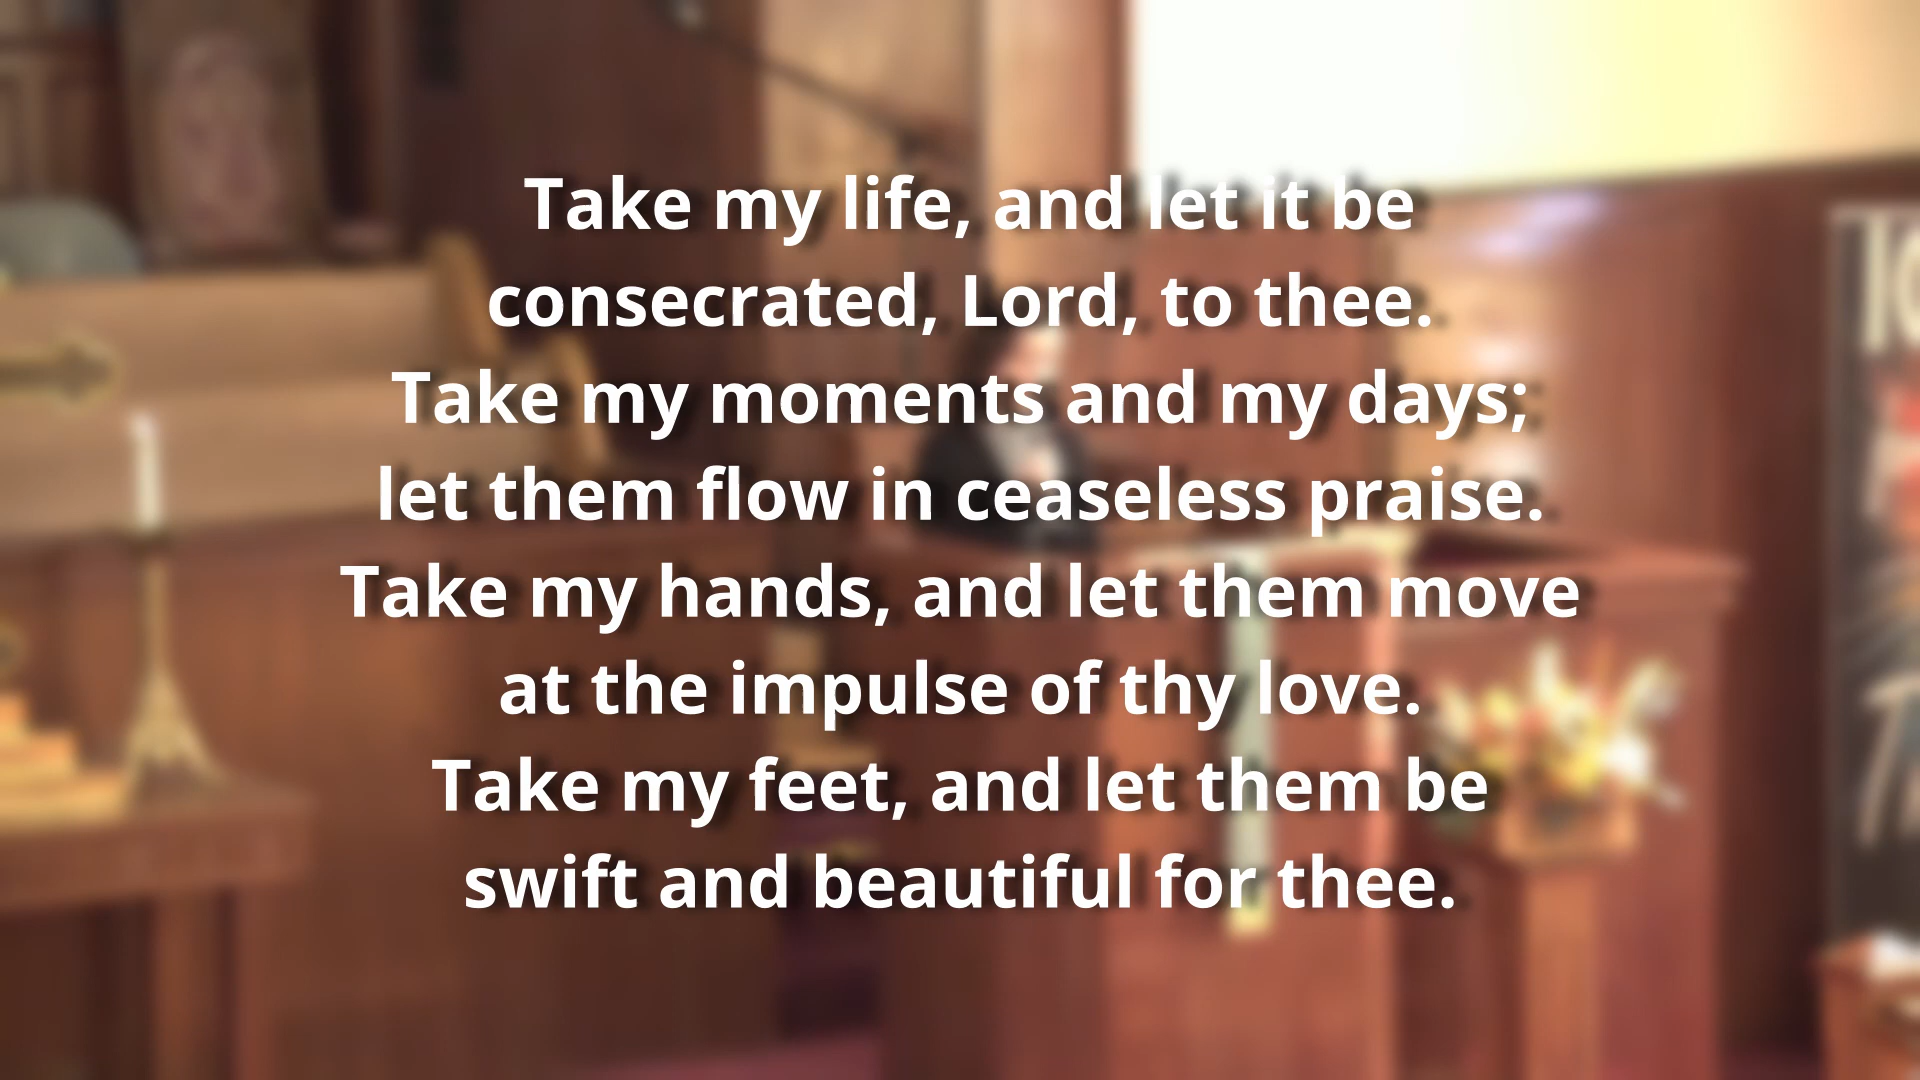 Take my life, and let it be
consecrated, Lord, to thee.
Take my moments and my days;
let them flow in ceaseless praise.
Take my hands, and let them move
at the impulse of thy love.
Take my feet, and let them be
swift and beautiful for thee.